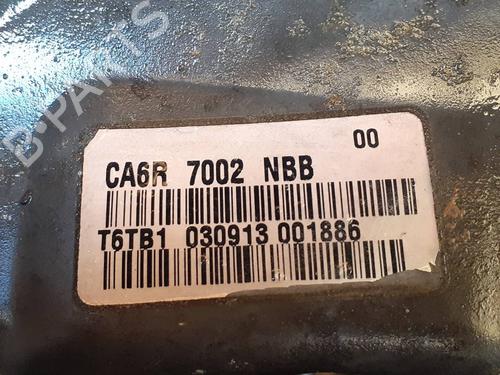 B-PARTS
00
CA6R 7002 NBB
T6TB1 030913 001886